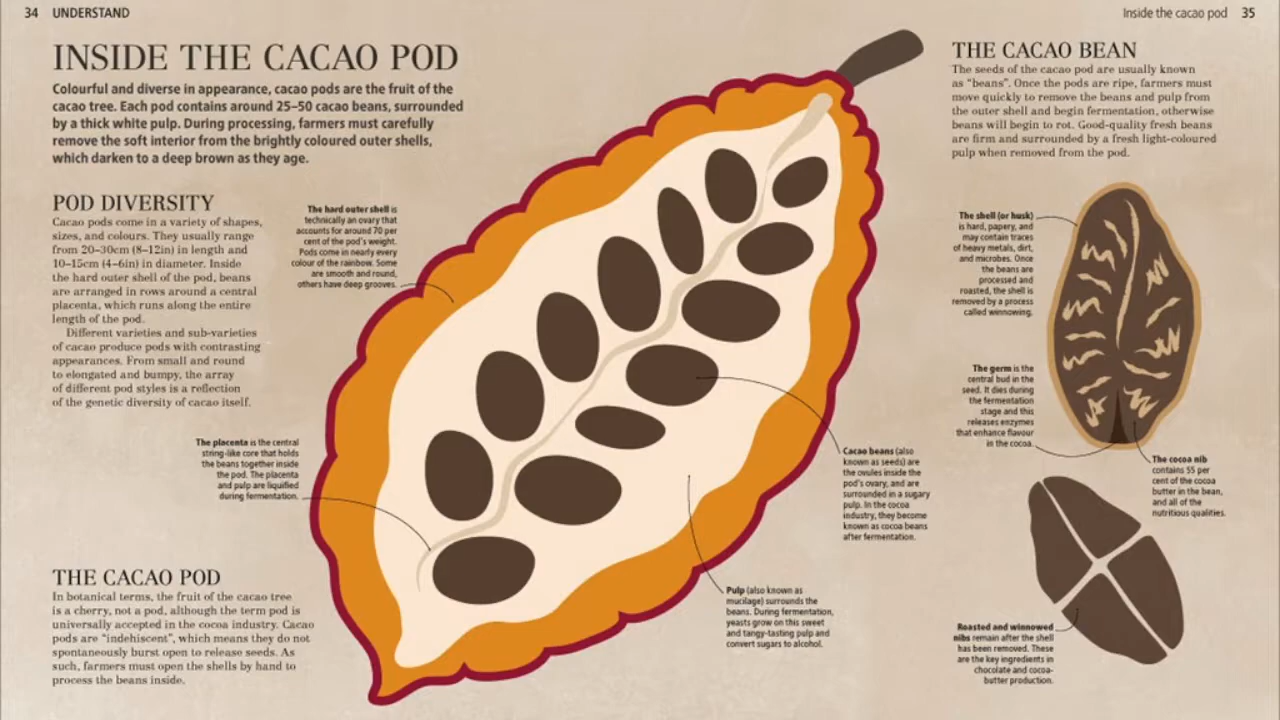 34 UNDERSTAND
Inside the cacao pod 35
INSIDE THE CACAO POD
Colourful and diverse in appearance, cacao pods are the fruit of the
cacao tree. Each pod contains around 25–50 cacao beans, surrounded
by a thick white pulp. During processing, farmers must carefully
remove the soft interior from the brightly coloured outer shells,
which darken to a deep brown as they age.
POD DIVERSITY
Cacao pods come in a variety of shapes,
sizes, and colours. They usually range
from 20–30cm (8–12in) in length and
10–15cm (4–6in) in diameter. Inside
the hard outer shell of the pod, beans
are arranged in rows around a central
placenta, which runs along the entire
length of the pod.
Different varieties and sub-varieties
of cacao produce pods with contrasting
appearances. From small and round
to elongated and bumpy, the array
of different pod styles is a reflection
of the genetic diversity of cacao itself.
The hard outer shell is
technically an ovary that
accounts for around 70 per
cent of the pod's weight.
Pods come in nearly every
colour of the rainbow. Some
are smooth and round,
others have deep grooves.
The placenta is the central
string-like core that holds
the beans together inside
the pod. The placenta
and pulp are liquified
during fermentation.
THE CACAO POD
In botanical terms, the fruit of the cacao tree
is a cherry, not a pod, although the term pod is
universally accepted in the cocoa industry. Cacao
pods are "indehiscent", which means they do not
spontaneously burst open to release seeds. As
such, farmers must open the shells by hand to
process the beans inside.
Cacao beans (also
known as seeds) are
the ovules inside the
pod's ovary, and are
surrounded in a sugary
pulp. In the cocoa
industry, they become
known as cocoa beans
after fermentation.
Pulp (also known as
mucilage) surrounds the
beans. During fermentation,
yeasts grow on this sweet
and tangy-tasting pulp and
convert sugars to alcohol.
THE CACAO BEAN
The seeds of the cacao pod are usually known
as "beans". Once the pods are ripe, farmers must
move quickly to remove the beans and pulp from
the outer shell and begin fermentation, otherwise
beans will begin to rot. Good-quality fresh beans
are firm and surrounded by a fresh light-coloured
pulp when removed from the pod.
The shell (or husk)
is hard, papery, and
may contain traces
of heavy metals, dirt,
and microbes. Once
the beans are
processed and
roasted, the shell is
removed by a process
called winnowing.
The germ is the
central bud in the
seed. It dies during
the fermentation
stage and this
releases enzymes
that enhance flavour
in the cocoa.
The cocoa nib
contains 55 per
cent of the cocoa
butter in the bean,
and all of the
nutritious qualities.
Roasted and winnowed
nibs remain after the shell
has been removed. These
are the key ingredients in
chocolate and cocoa-
butter production.